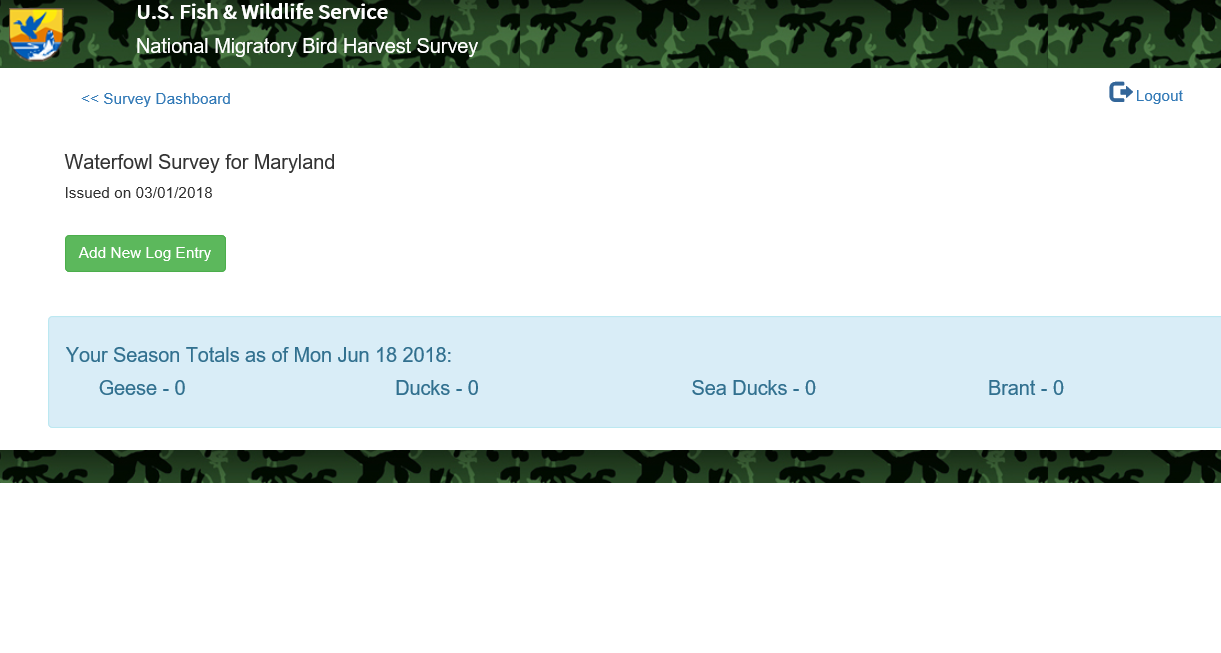 U.S. Fish & Wildlife Service
National Migratory Bird Harvest Survey
<< Survey Dashboard
Logout
Waterfowl Survey for Maryland
Issued on 03/01/2018
Add New Log Entry
Your Season Totals as of Mon Jun 18 2018:
Geese - 0 Ducks - 0 Sea Ducks - 0 Brant - 0